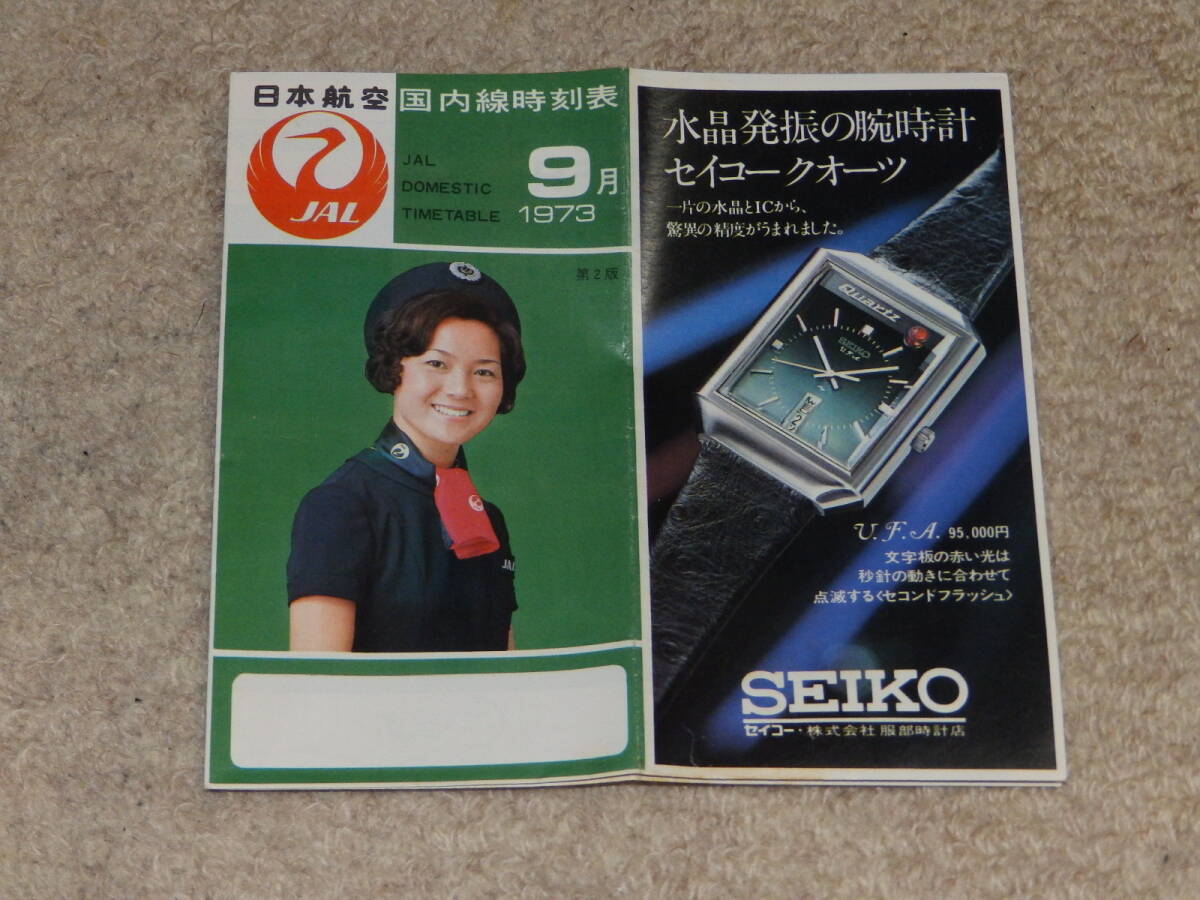 日本航空
国内線時刻表
JAL
JAL
DOMESTIC
TIMETABLE
9月
1973
第2版
JAL
水晶発振の腕時計
セイコークオーツ
一片の水晶とICから、
驚異の精度がうまれました。
Quartz
SEIKO
U.F.A. 95,000円
文字板の赤い光は
秒針の動きに合わせて
点滅する〈セコンドフラッシュ〉
SEIKO
セイコー・株式会社 服部時計店